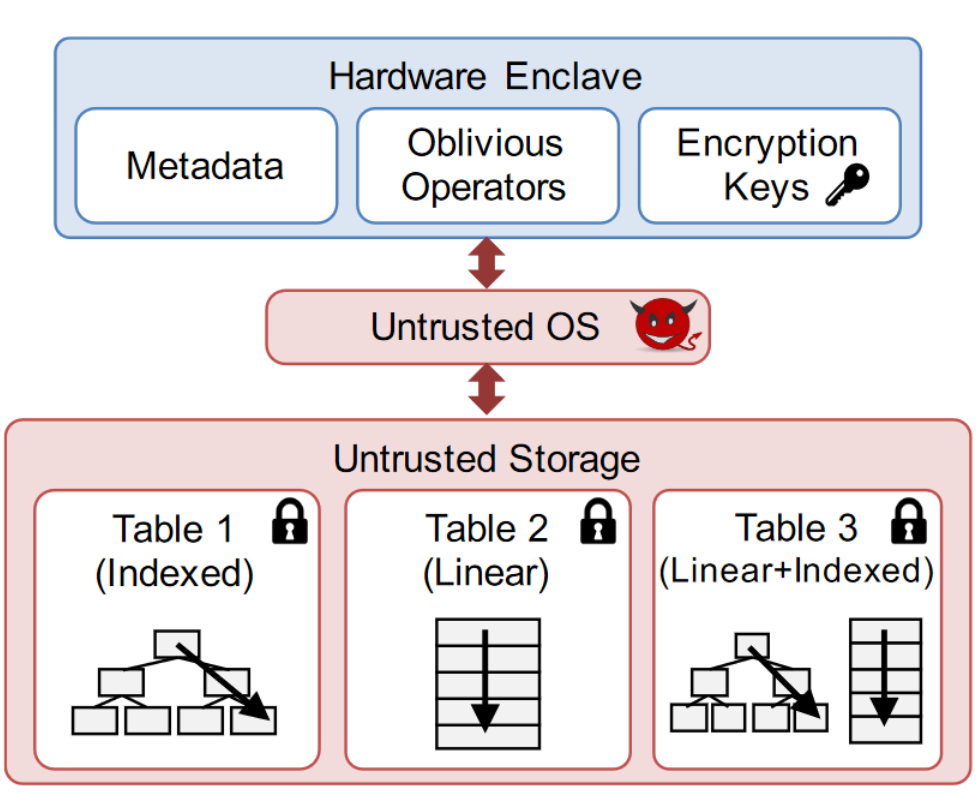 Hardware Enclave
Metadata
Oblivious
Operators
Encryption
Keys
Untrusted OS
Untrusted Storage
Table 1
(Indexed)
Table 2
(Linear)
Table 3
(Linear+Indexed)